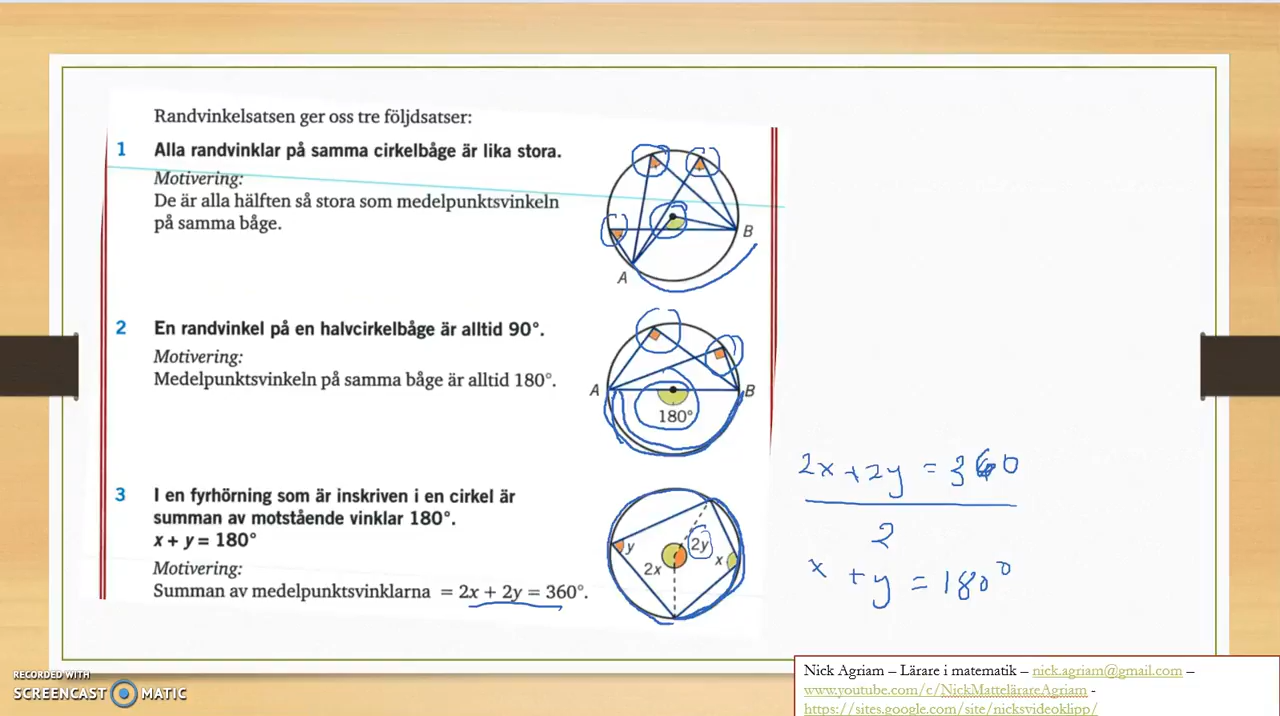 Randvinkelsatsen ger oss tre följdsatser:
1 Alla randvinklar på samma cirkelbåge är lika stora.
Motivering:
De är alla hälften så stora som medelpunktsvinkeln
på samma båge.
A
B
2 En randvinkel på en halvcirkelbåge är alltid 90°.
Motivering:
Medelpunktsvinkeln på samma båge är alltid 180°.
A
B
180°
3 I en fyrhörning som är inskriven i en cirkel är
summan av motstående vinklar 180°.
x + y = 180°
Motivering:
Summan av medelpunktsvinklarna = 2x + 2y = 360°.
y
2y
2x
x
2x + 2y = 360
2
x + y = 180°
RECORDED WITH
SCREENCAST MATIC
Nick Agriam – Lärare i matematik – nick.agriam@gmail.com –
www.youtube.com/c/NickMattelärareAgriam -
https://sites.google.com/site/nicksvideoklipp/